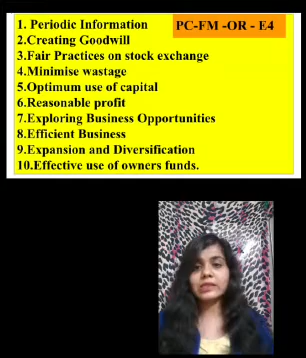 1. Periodic Information
PC-FM -OR - E4
2.Creating Goodwill
3.Fair Practices on stock exchange
4.Minimise wastage
5.Optimum use of capital
6.Reasonable profit
7.Exploring Business Opportunities
8.Efficient Business
9.Expansion and Diversification
10.Effective use of owners funds.